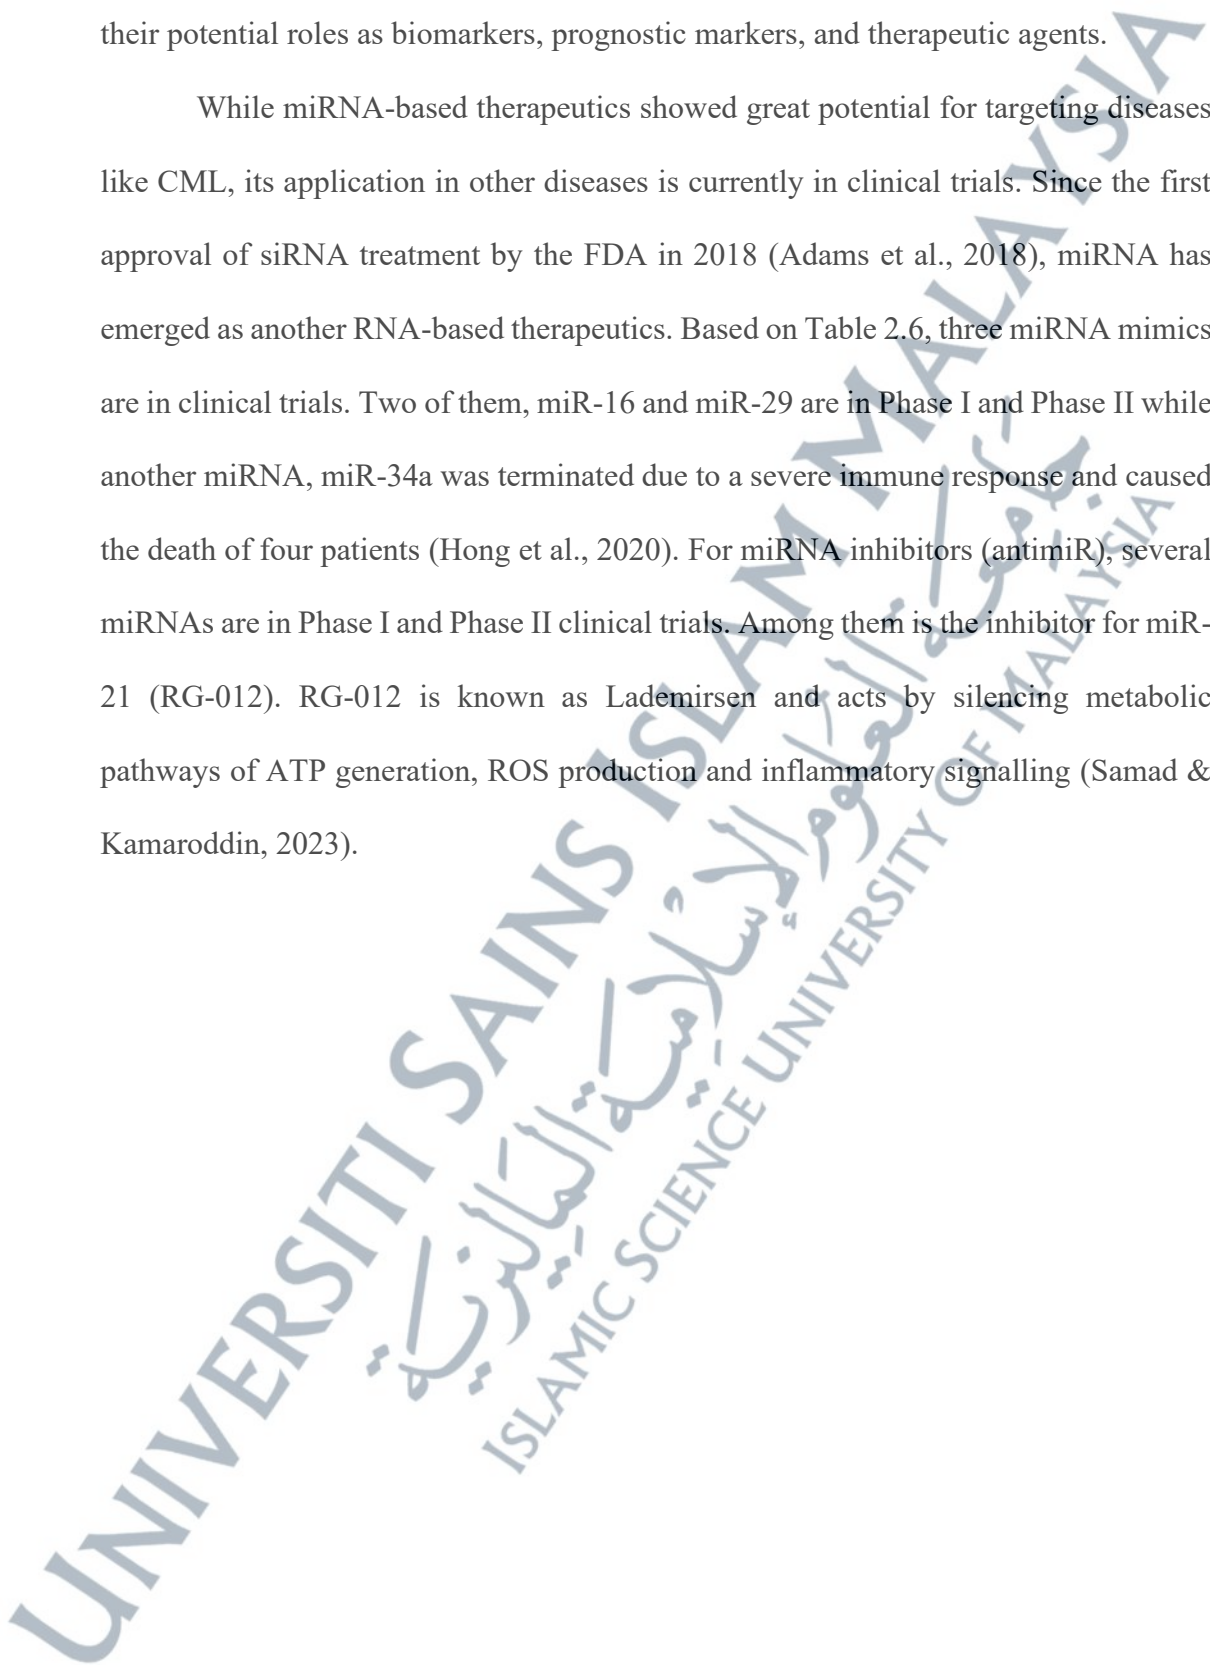 their potential roles as biomarkers, prognostic markers, and therapeutic agents.
While miRNA-based therapeutics showed great potential for targeting diseases
like CML, its application in other diseases is currently in clinical trials. Since the first
approval of siRNA treatment by the FDA in 2018 (Adams et al., 2018), miRNA has
emerged as another RNA-based therapeutics. Based on Table 2.6, three miRNA mimics
are in clinical trials. Two of them, miR-16 and miR-29 are in Phase I and Phase II while
another miRNA, miR-34a was terminated due to a severe immune response and caused
the death of four patients (Hong et al., 2020). For miRNA inhibitors (antimiR), several
miRNAs are in Phase I and Phase II clinical trials. Among them is the inhibitor for miR-
21 (RG-012). RG-012 is known as Lademirsen and acts by silencing metabolic
pathways of ATP generation, ROS production and inflammatory signalling (Samad &
Kamaroddin, 2023).
UNIVERSITI SAINS ISLAM MALAYSIA
جامعة العلوم الإسلامية الماليزية
ISLAMIC SCIENCE UNIVERSITY OF MALAYSIA